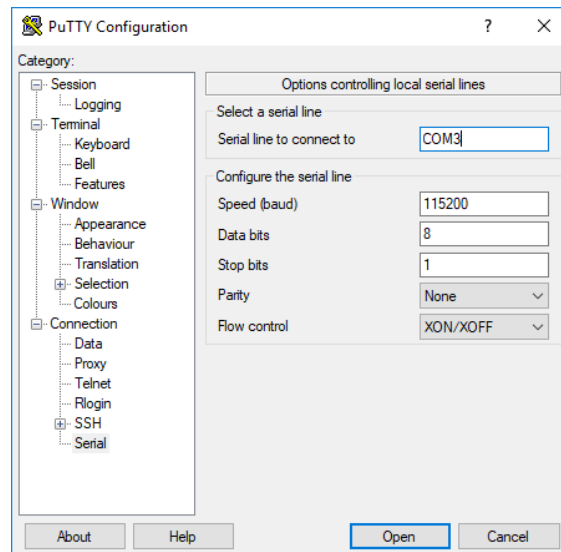 PuTTY Configuration
?
Category:
Session
Logging
Terminal
Keyboard
Bell
Features
Window
Appearance
Behaviour
Translation
Selection
Colours
Connection
Data
Proxy
Telnet
Rlogin
SSH
Serial
Options controlling local serial lines
Select a serial line
Serial line to connect to COM3
Configure the serial line
Speed (baud) 115200
Data bits 8
Stop bits 1
Parity None
Flow control XON/XOFF
About Help Open Cancel